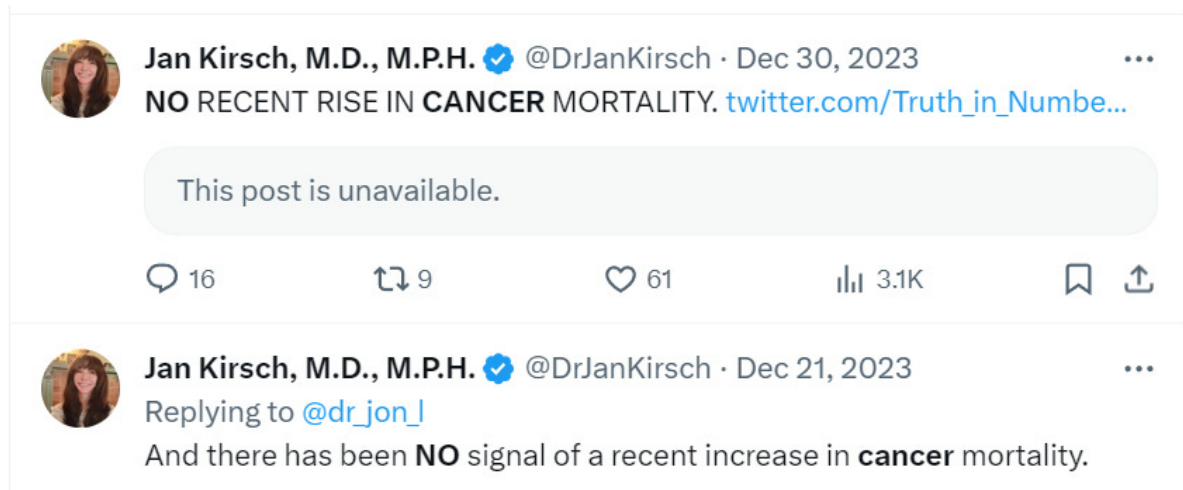 Jan Kirsch, M.D., M.P.H. @DrJanKirsch · Dec 30, 2023
NO RECENT RISE IN CANCER MORTALITY. twitter.com/Truth_in_Numbe...
This post is unavailable.
16 9 61 3.1K
Jan Kirsch, M.D., M.P.H. @DrJanKirsch · Dec 21, 2023
Replying to @dr_jon_l
And there has been NO signal of a recent increase in cancer mortality.